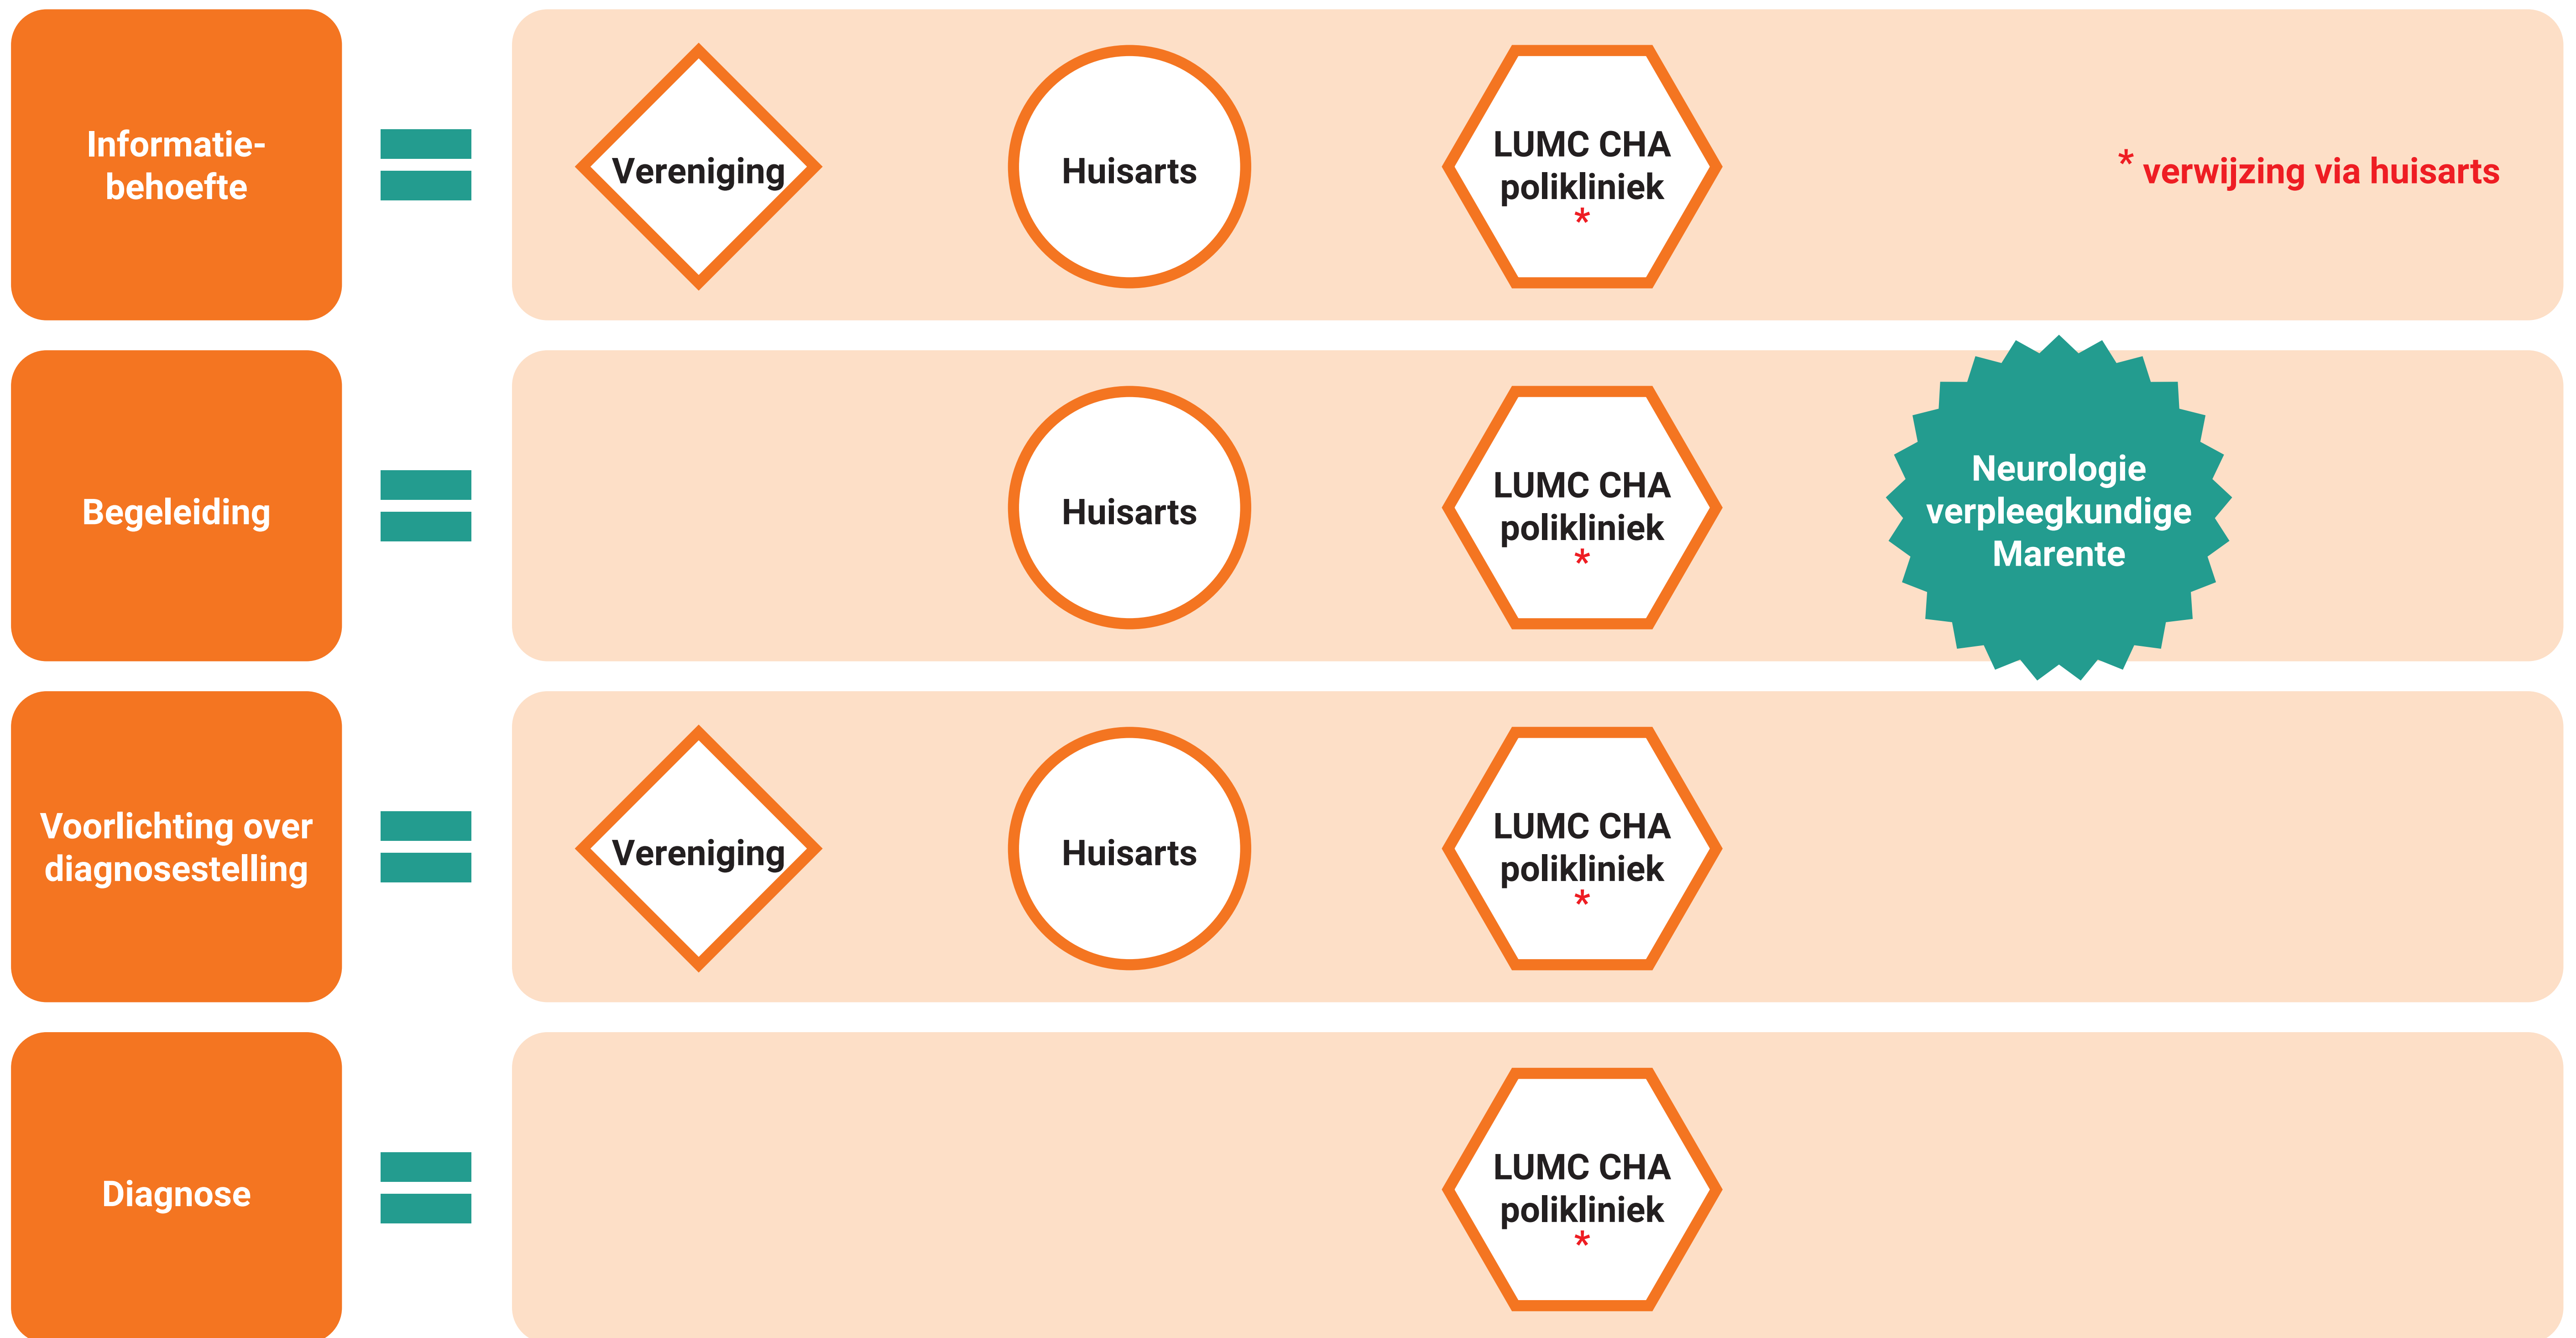 Informatie-
behoefte
Vereniging
Huisarts
LUMC CHA
polikliniek
*
* verwijzing via huisarts
Begeleiding
Huisarts
LUMC CHA
polikliniek
*
Neurologie
verpleegkundige
Marente
Voorlichting over
diagnosestelling
Vereniging
Huisarts
LUMC CHA
polikliniek
*
Diagnose
LUMC CHA
polikliniek
*